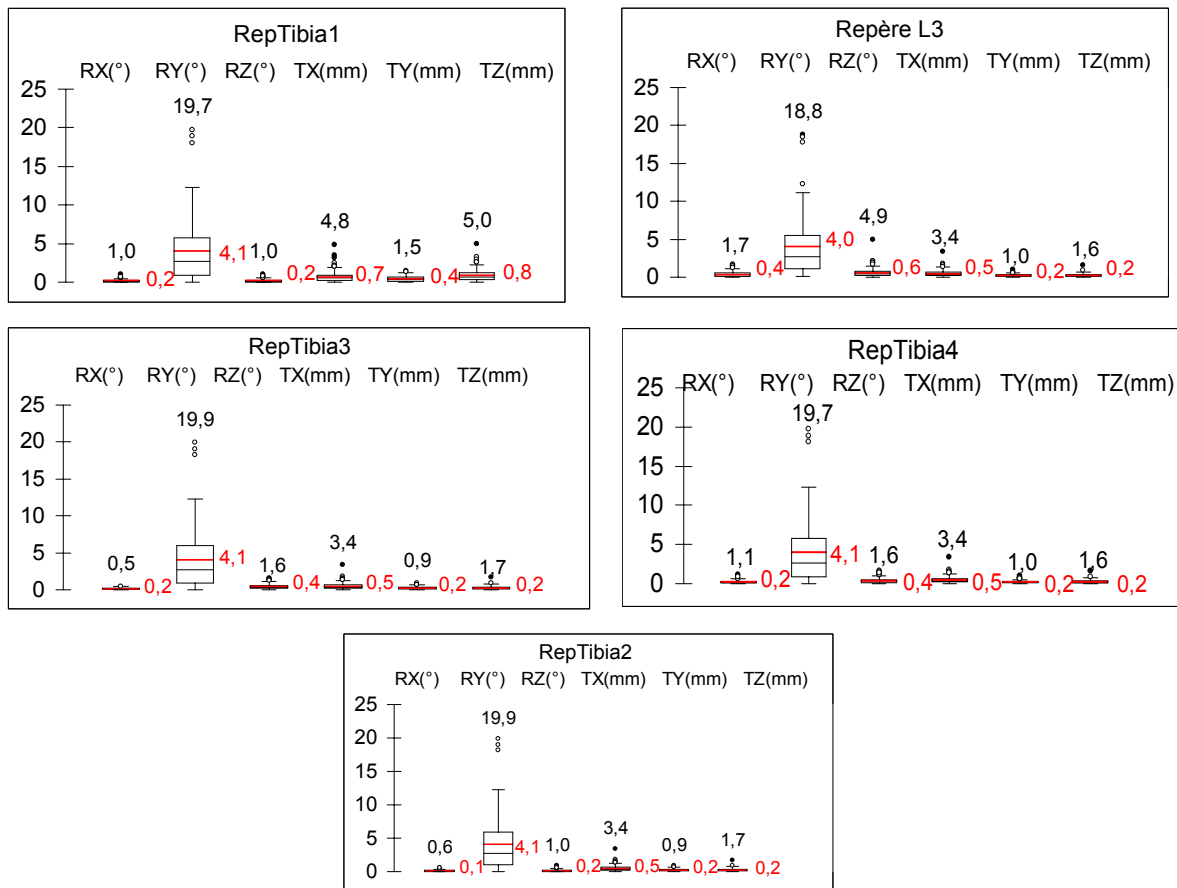 RepTibia1
RX(°) RY(°) RZ(°) TX(mm) TY(mm) TZ(mm)
25
20
15
10
5
0
1,0 19,7 1,0 4,8 1,5 5,0
0,2 4,1 0,2 0,7 0,4 0,8
Repère L3
RX(°) RY(°) RZ(°) TX(mm) TY(mm) TZ(mm)
25
20
15
10
5
0
1,7 18,8 4,9 3,4 1,0 1,6
0,4 4,0 0,6 0,5 0,2 0,2
RepTibia3
RX(°) RY(°) RZ(°) TX(mm) TY(mm) TZ(mm)
25
20
15
10
5
0
0,5 19,9 1,6 3,4 0,9 1,7
0,2 4,1 0,4 0,5 0,2 0,2
RepTibia4
RX(°) RY(°) RZ(°) TX(mm) TY(mm) TZ(mm)
25
20
15
10
5
0
1,1 19,7 1,6 3,4 1,0 1,6
0,2 4,1 0,4 0,5 0,2 0,2
RepTibia2
RX(°) RY(°) RZ(°) TX(mm) TY(mm) TZ(mm)
25
20
15
10
5
0
0,6 19,9 1,0 3,4 0,9 1,7
0,1 4,1 0,2 0,5 0,2 0,2